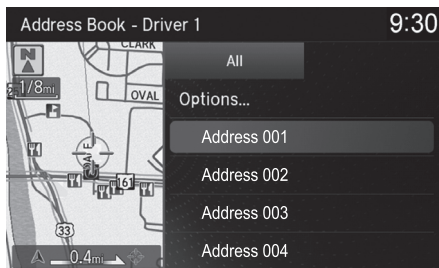 Address Book - Driver 1
9:30
N
CLARK
All
1/8mi
OVAL
Options...
Address 001
Address 002
161
Address 003
33
0.4mi
Address 004